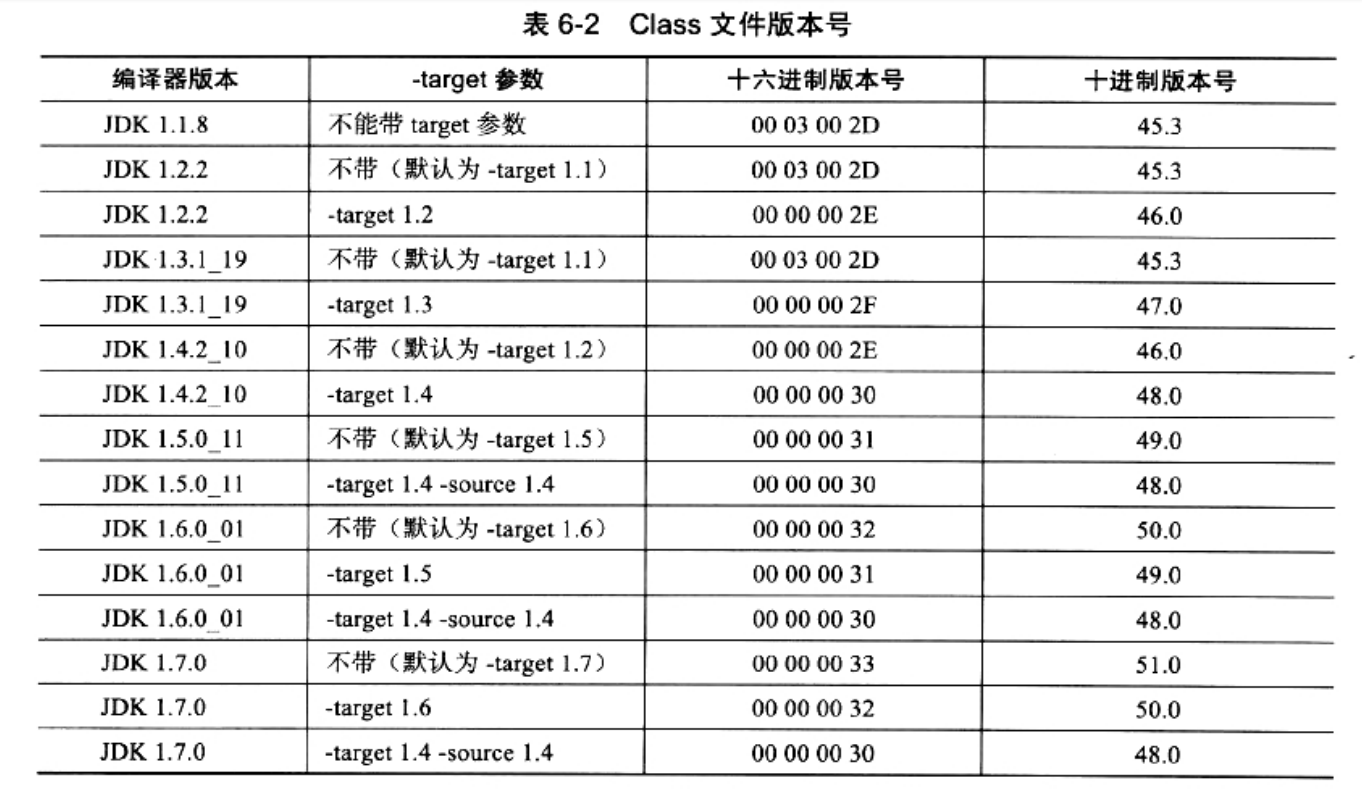 表 6-2 Class 文件版本号
编译器版本 -target 参数 十六进制版本号 十进制版本号
JDK 1.1.8 不能带 target 参数 00 03 00 2D 45.3
JDK 1.2.2 不带（默认为 -target 1.1） 00 03 00 2D 45.3
JDK 1.2.2 -target 1.2 00 00 00 2E 46.0
JDK 1.3.1_19 不带（默认为 -target 1.1） 00 03 00 2D 45.3
JDK 1.3.1_19 -target 1.3 00 00 00 2F 47.0
JDK 1.4.2_10 不带（默认为 -target 1.2） 00 00 00 2E 46.0
JDK 1.4.2_10 -target 1.4 00 00 00 30 48.0
JDK 1.5.0_11 不带（默认为 -target 1.5） 00 00 00 31 49.0
JDK 1.5.0_11 -target 1.4 -source 1.4 00 00 00 30 48.0
JDK 1.6.0_01 不带（默认为 -target 1.6） 00 00 00 32 50.0
JDK 1.6.0_01 -target 1.5 00 00 00 31 49.0
JDK 1.6.0_01 -target 1.4 -source 1.4 00 00 00 30 48.0
JDK 1.7.0 不带（默认为 -target 1.7） 00 00 00 33 51.0
JDK 1.7.0 -target 1.6 00 00 00 32 50.0
JDK 1.7.0 -target 1.4 -source 1.4 00 00 00 30 48.0